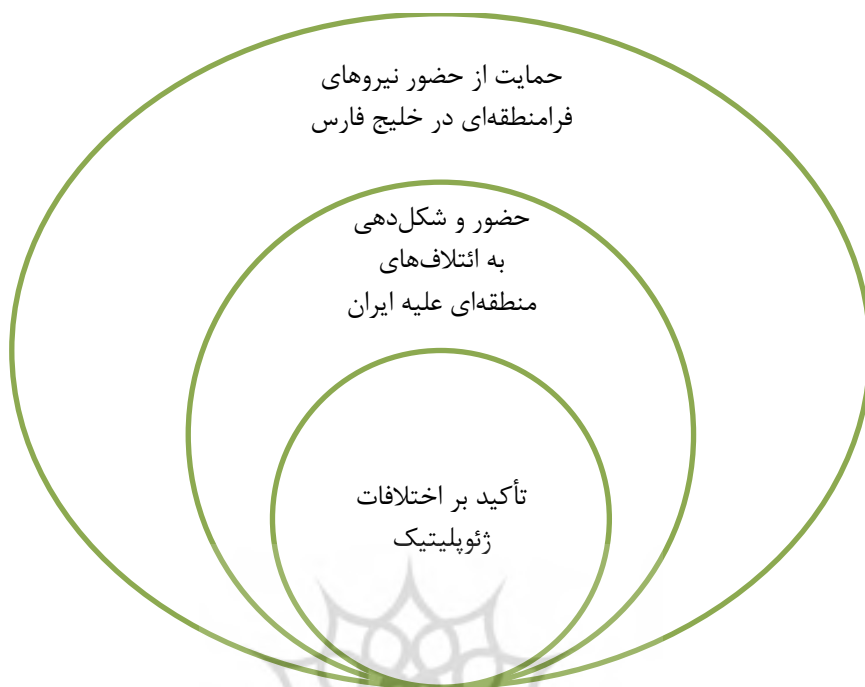 حمایت از حضور نیروهای
فرامنطقه‌ای در خلیج فارس
حضور و شکل‌دهی
به ائتلاف‌های
منطقه‌ای علیه ایران
تأکید بر اختلافات
ژئوپلیتیک